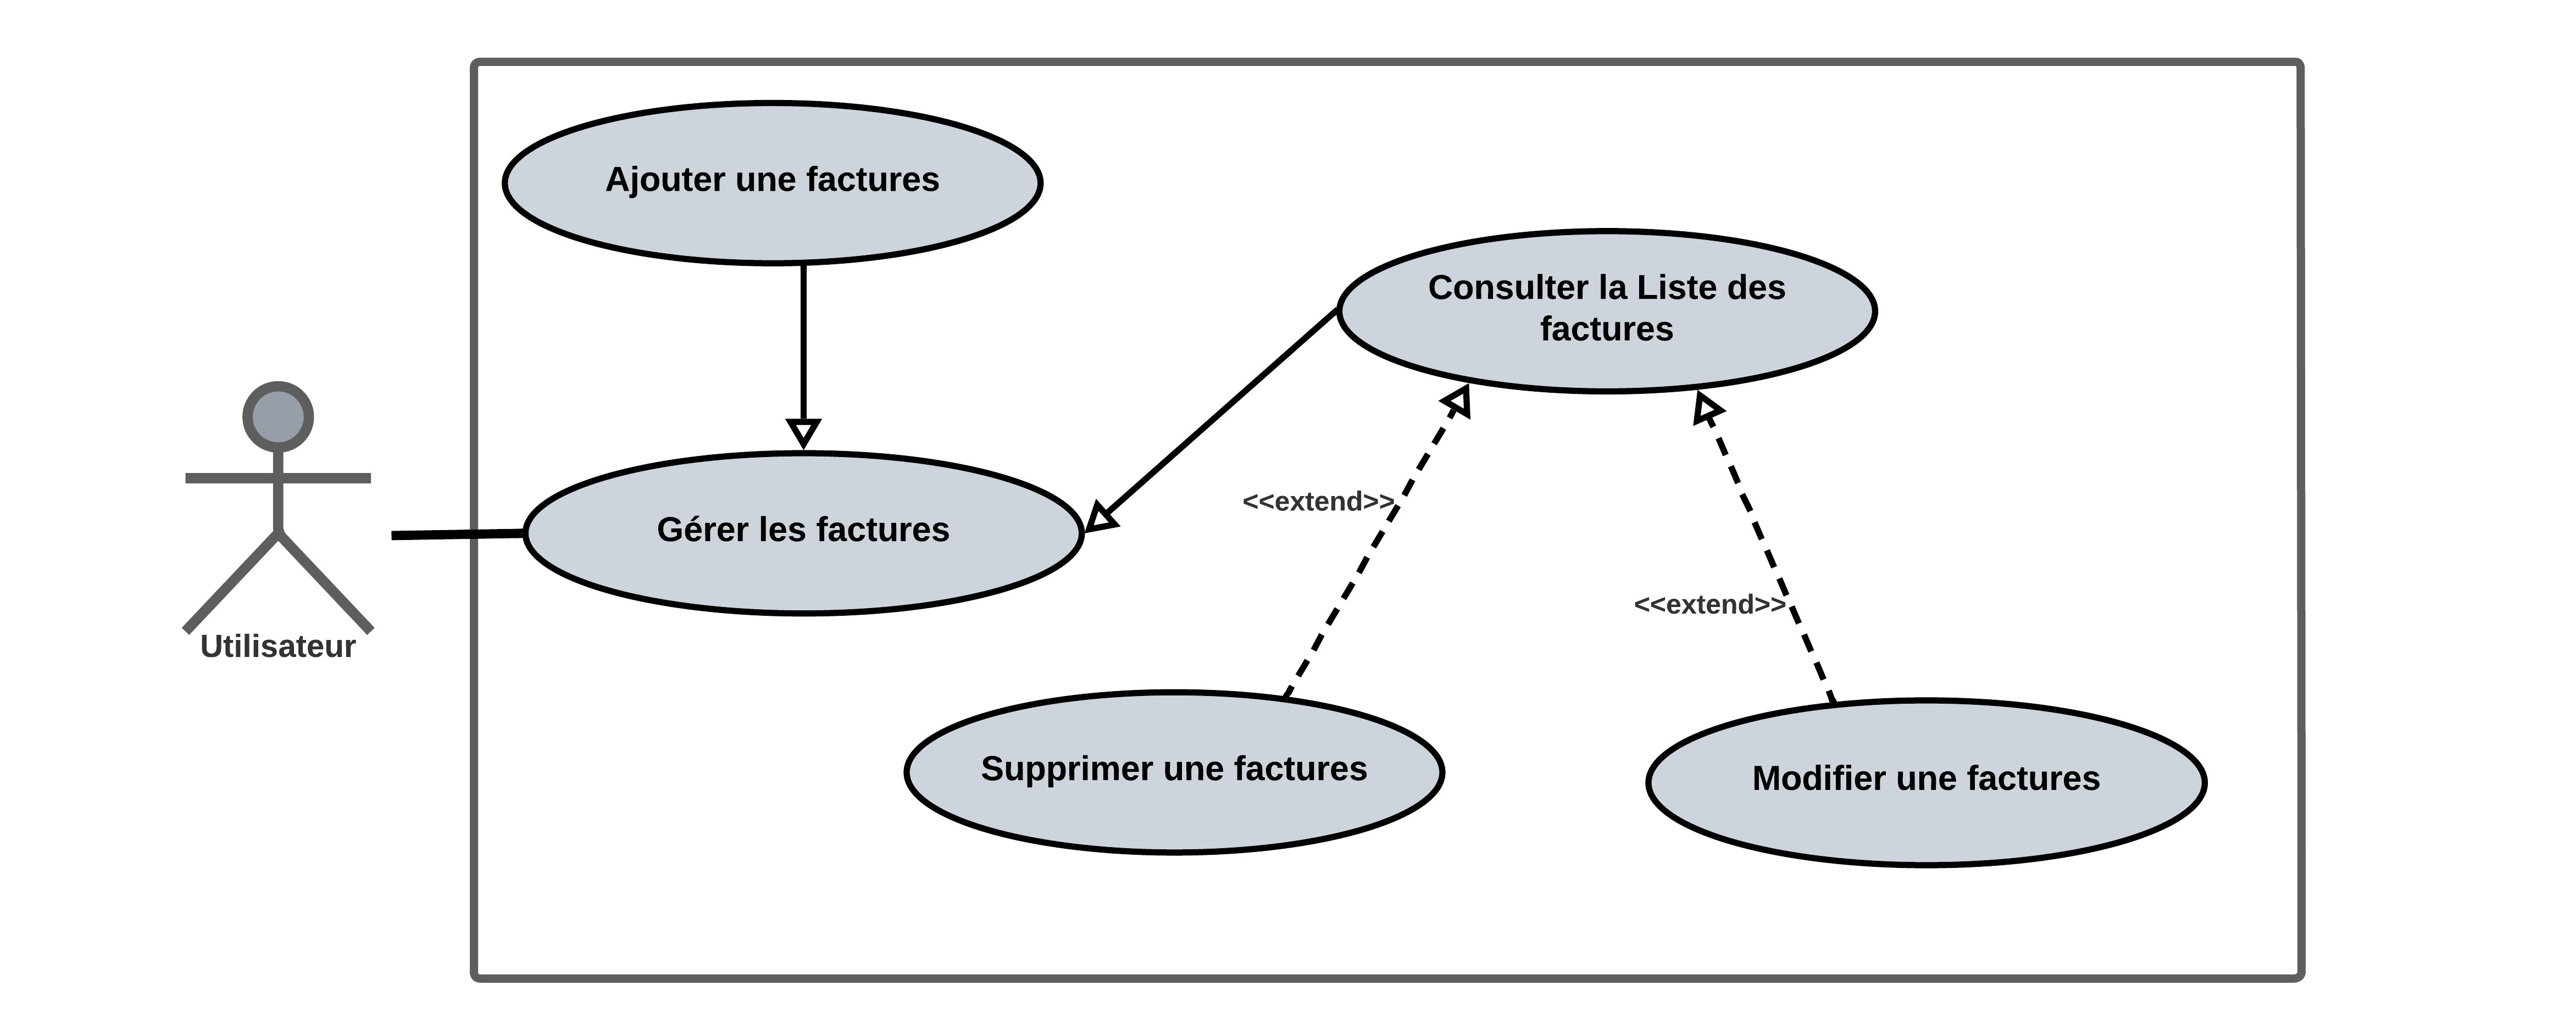 Ajouter une factures
Consulter la Liste des
factures
<<extend>>
Gérer les factures
<<extend>>
Utilisateur
Supprimer une factures
Modifier une factures